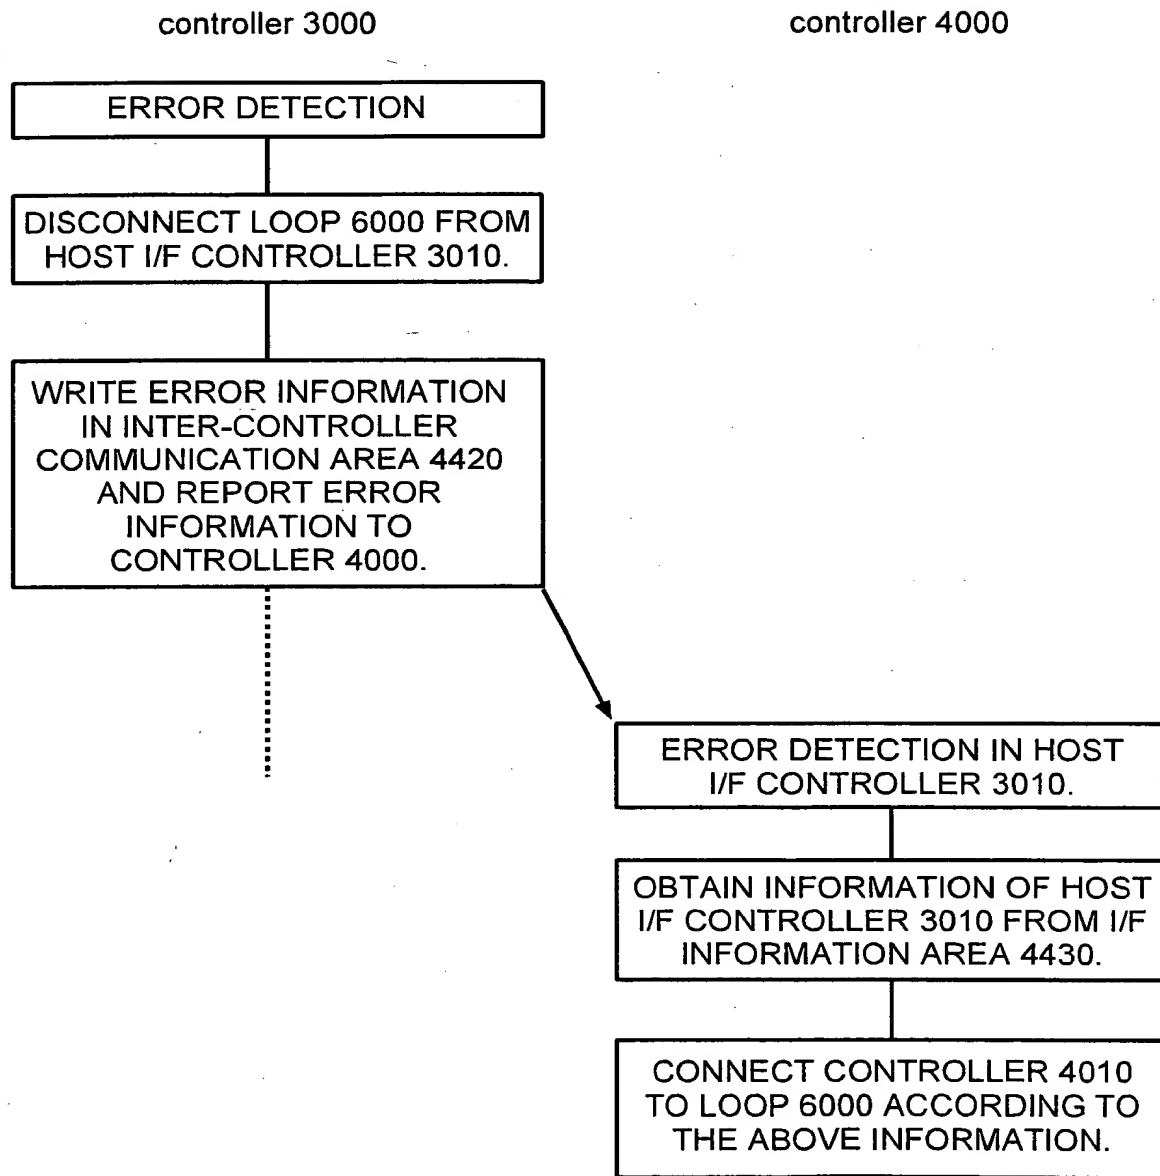 controller 3000
controller 4000
ERROR DETECTION
DISCONNECT LOOP 6000 FROM
HOST I/F CONTROLLER 3010.
WRITE ERROR INFORMATION
IN INTER-CONTROLLER
COMMUNICATION AREA 4420
AND REPORT ERROR
INFORMATION TO
CONTROLLER 4000.
ERROR DETECTION IN HOST
I/F CONTROLLER 3010.
OBTAIN INFORMATION OF HOST
I/F CONTROLLER 3010 FROM I/F
INFORMATION AREA 4430.
CONNECT CONTROLLER 4010
TO LOOP 6000 ACCORDING TO
THE ABOVE INFORMATION.